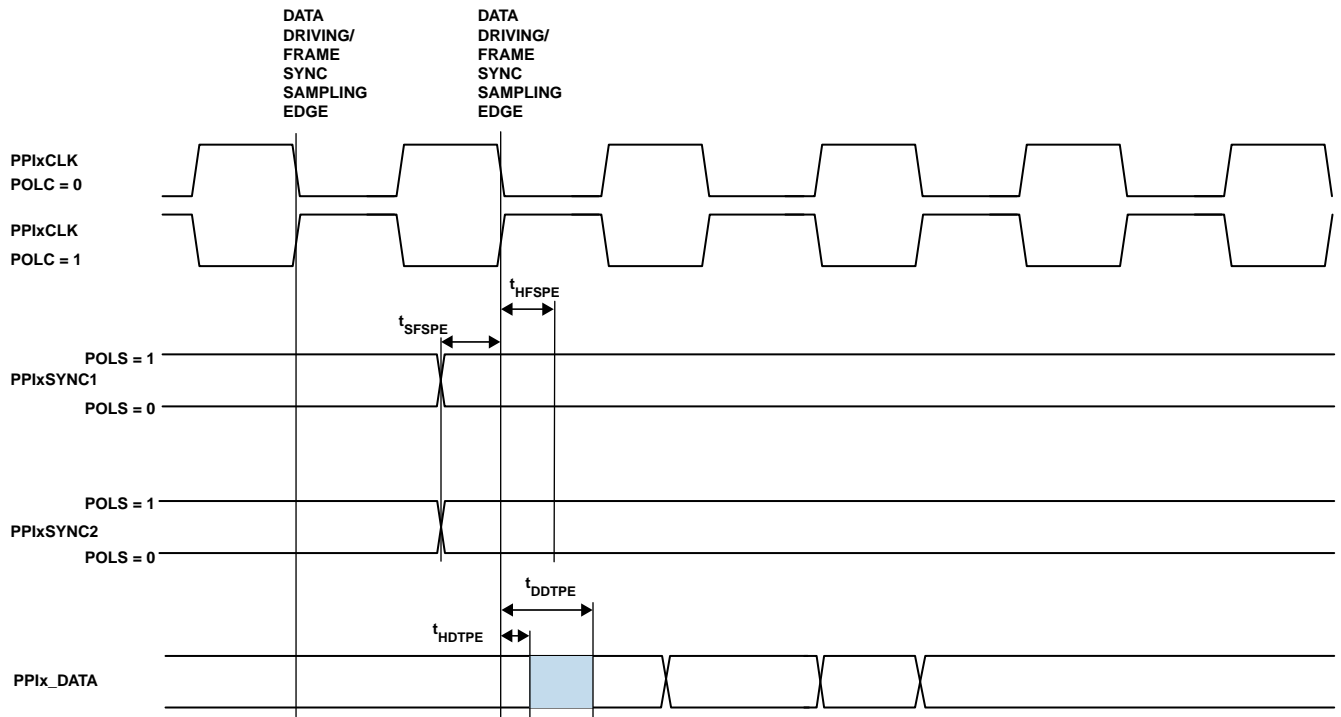 DATA
DRIVING/
FRAME
SYNC
SAMPLING
EDGE
DATA
DRIVING/
FRAME
SYNC
SAMPLING
EDGE
PPIxCLK
POLC = 0
PPIxCLK
POLC = 1
tHFSPE
tSFSPE
POLS = 1
PPIxSYNC1
POLS = 0
POLS = 1
PPIxSYNC2
POLS = 0
tDDTPE
tHDTPE
PPIx_DATA